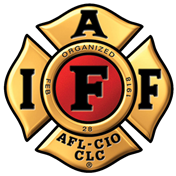 A
ORGANIZED
I F F
FEB. 1918
28
AFL-CIO
CLC
®